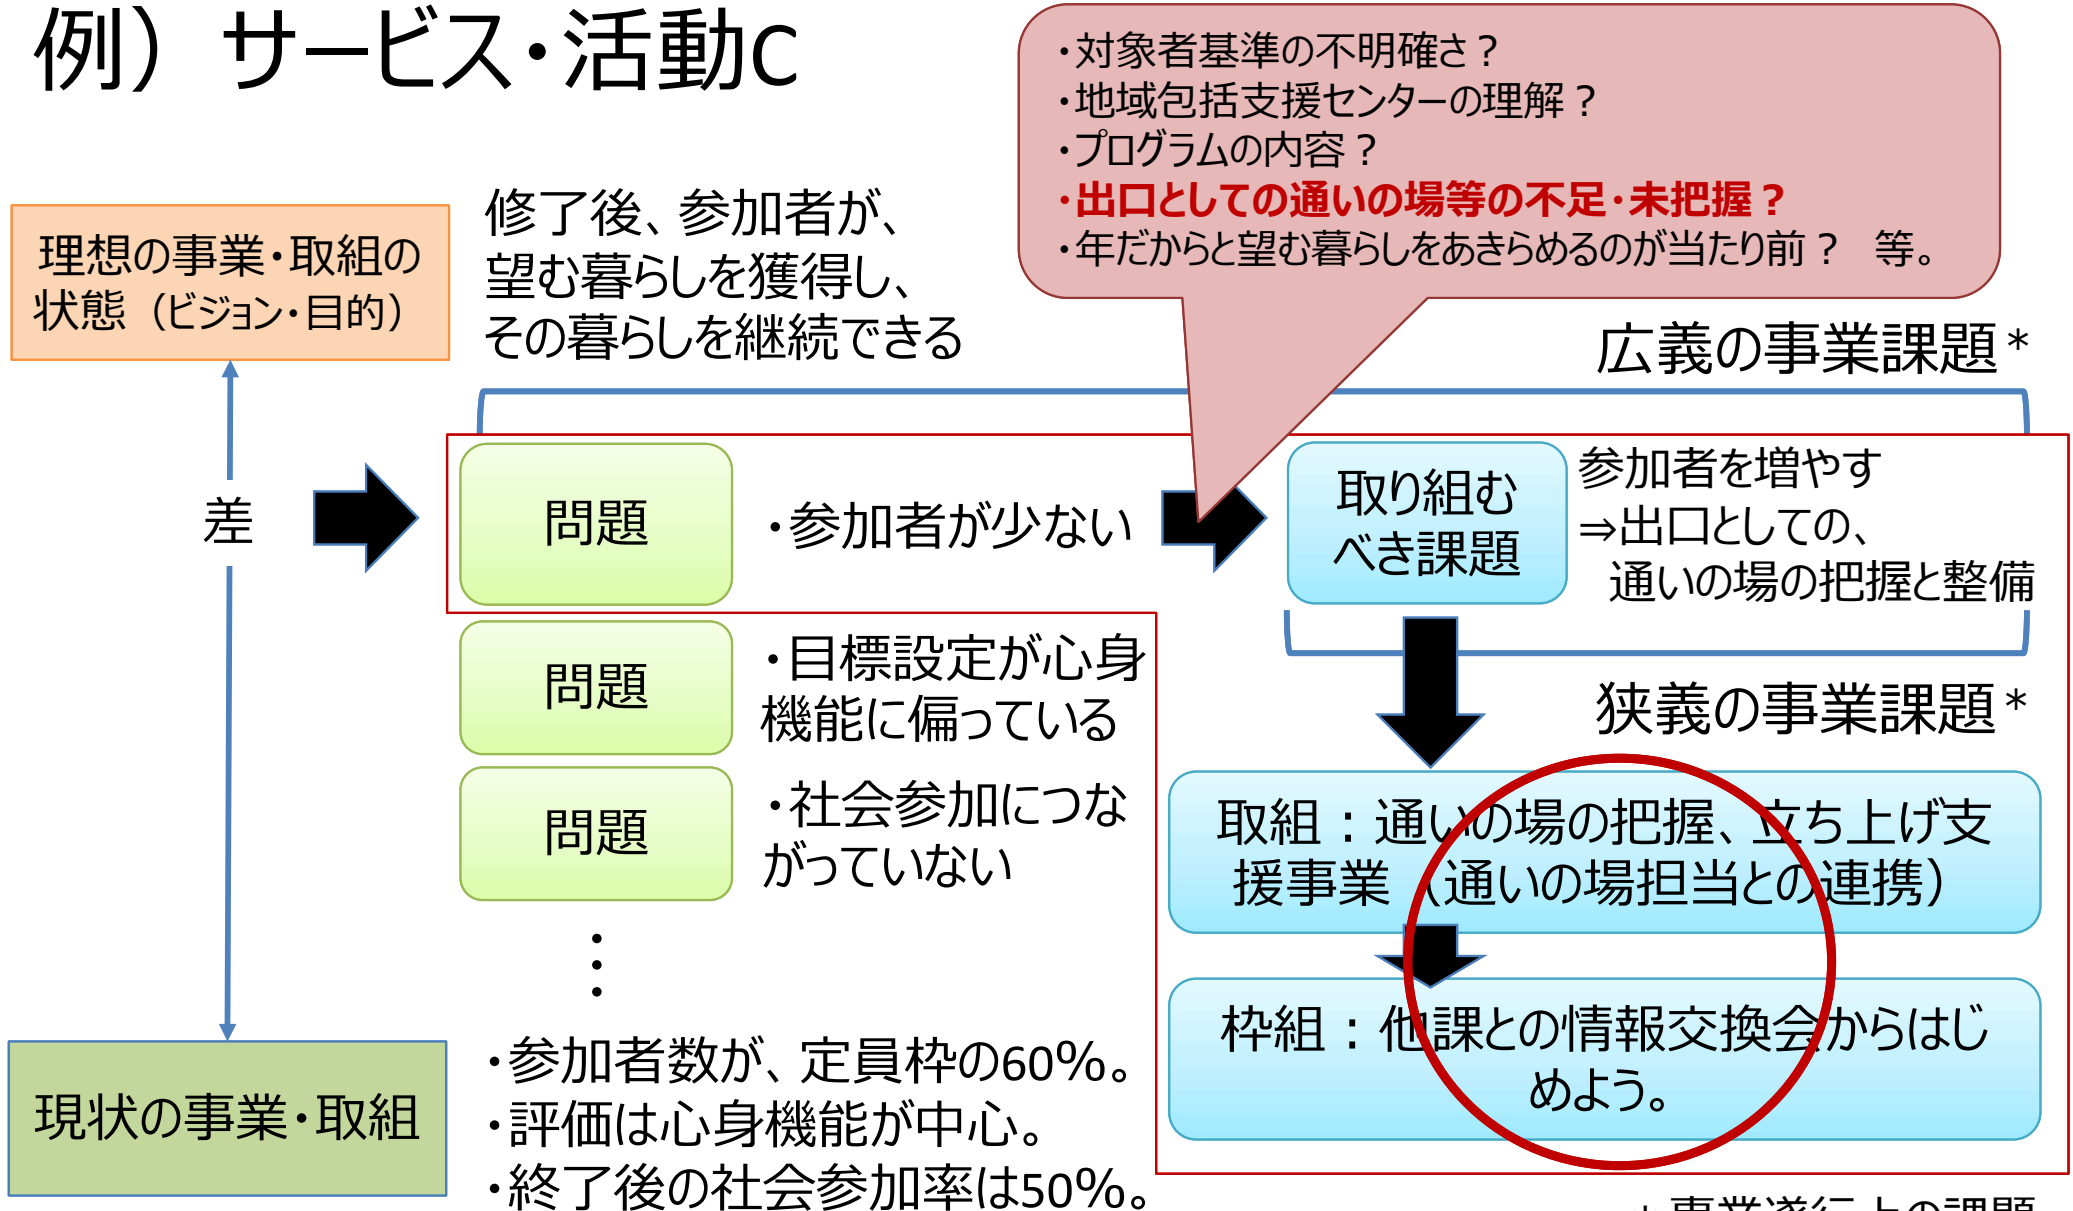 例）サービス・活動C
・対象者基準の不明確さ？
・地域包括支援センターの理解？
・プログラムの内容？
・出口としての通いの場等の不足・未把握？
・年だからと望む暮らしをあきらめるのが当たり前？　等。
理想の事業・取組の
状態（ビジョン・目的）
修了後、参加者が、
望む暮らしを獲得し、
その暮らしを継続できる
広義の事業課題*
差
問題
・参加者が少ない
取り組む
べき課題
参加者を増やす
⇒出口としての、
通いの場の把握と整備
問題
・目標設定が心身
機能に偏っている
狭義の事業課題*
問題
・社会参加につな
がっていない
取組：通いの場の把握、立ち上げ支
援事業（通いの場担当との連携）
枠組：他課との情報交換会からはじ
めよう。
現状の事業・取組
・参加者数が、定員枠の60％。
・評価は心身機能が中心。
・終了後の社会参加率は50％。
*事業遂行上の課題